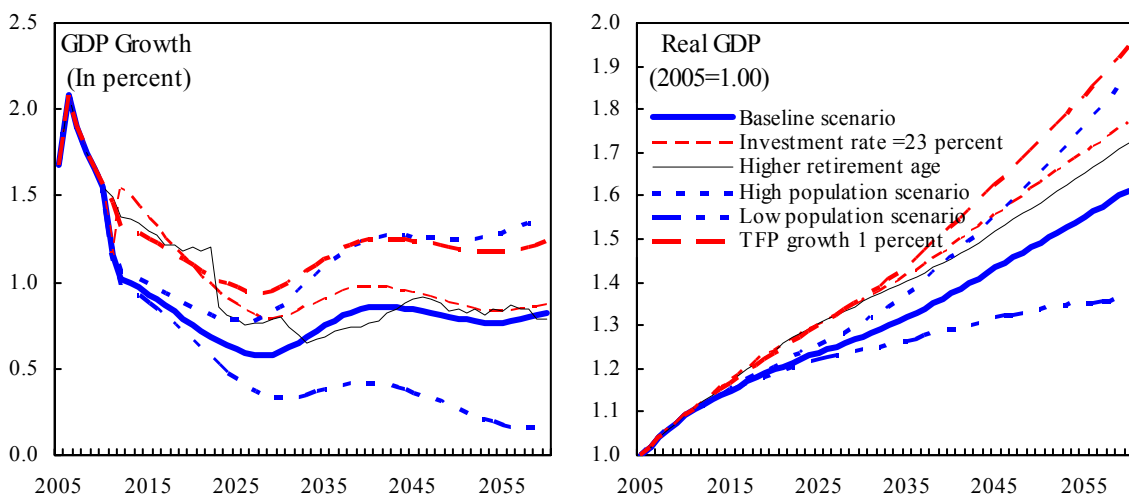 GDP Growth
(In percent)
2.5
2.0
1.5
1.0
0.5
0.0
2005 2015 2025 2035 2045 2055
Real GDP
(2005=1.00)
Baseline scenario
Investment rate =23 percent
Higher retirement age
High population scenario
Low population scenario
TFP growth 1 percent
2.0
1.9
1.8
1.7
1.6
1.5
1.4
1.3
1.2
1.1
1.0
2005 2015 2025 2035 2045 2055